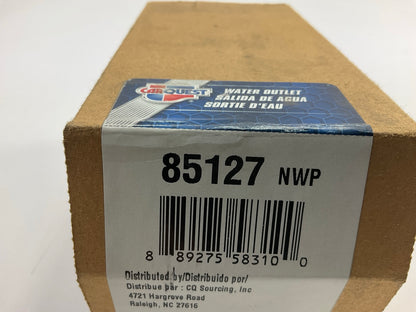 CARQUEST
WATER OUTLET
SALIDA DE AGUA
SORTIE D'EAU
85127 NWP
8 89275 58310 0
Distributed by/Distribuido por/
Distribue par : CQ Sourcing, Inc
4721 Hargrove Road
Raleigh, NC 27616